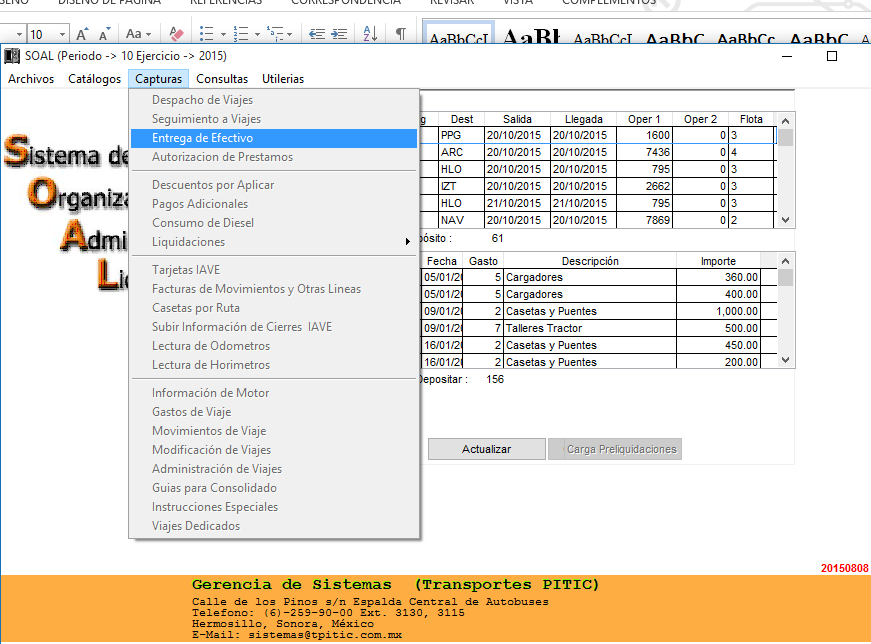 DISEÑO DE PÁGINA REFERENCIAS CORRESPONDENCIA REVISAR VISTA COMPLEMENTOS
10 Aa AaBbCcI AaBbCcI AaBbC AaBbCc AaBbC
SOAL (Periodo -> 10 Ejercicio -> 2015)
Archivos Catálogos Capturas Consultas Utilerias
Despacho de Viajes
Seguimiento a Viajes
Entrega de Efectivo
Autorizacion de Prestamos
Descuentos por Aplicar
Pagos Adicionales
Consumo de Diesel
Liquidaciones
Tarjetas IAVE
Facturas de Movimientos y Otras Lineas
Casetas por Ruta
Subir Información de Cierres IAVE
Lectura de Odometros
Lectura de Horimetros
Información de Motor
Gastos de Viaje
Movimientos de Viaje
Modificación de Viajes
Administración de Viajes
Guias para Consolidado
Instrucciones Especiales
Viajes Dedicados
Sistema de
Organiza
Admi
Li
g Dest Salida Llegada Oper 1 Oper 2 Flota
PPG 20/10/2015 20/10/2015 1600 0 3
ARC 20/10/2015 20/10/2015 7436 0 4
HLO 20/10/2015 20/10/2015 795 0 3
IZT 20/10/2015 20/10/2015 2662 0 3
HLO 21/10/2015 21/10/2015 795 0 3
NAV 20/10/2015 20/10/2015 7869 0 2
pósito : 61
Fecha Gasto Descripción Importe
05/01/20 5 Cargadores 360.00
05/01/20 5 Cargadores 400.00
09/01/20 2 Casetas y Puentes 1,000.00
09/01/20 7 Talleres Tractor 500.00
16/01/20 2 Casetas y Puentes 450.00
16/01/20 2 Casetas y Puentes 200.00
Depositar : 156
Actualizar Carga Preliquidaciones
20150808
Gerencia de Sistemas (Transportes PITIC)
Calle de los Pinos s/n Espalda Central de Autobuses
Telefono: (6)-259-90-00 Ext. 3130, 3115
Hermosillo, Sonora, México
E-Mail: sistemas@tpitic.com.mx